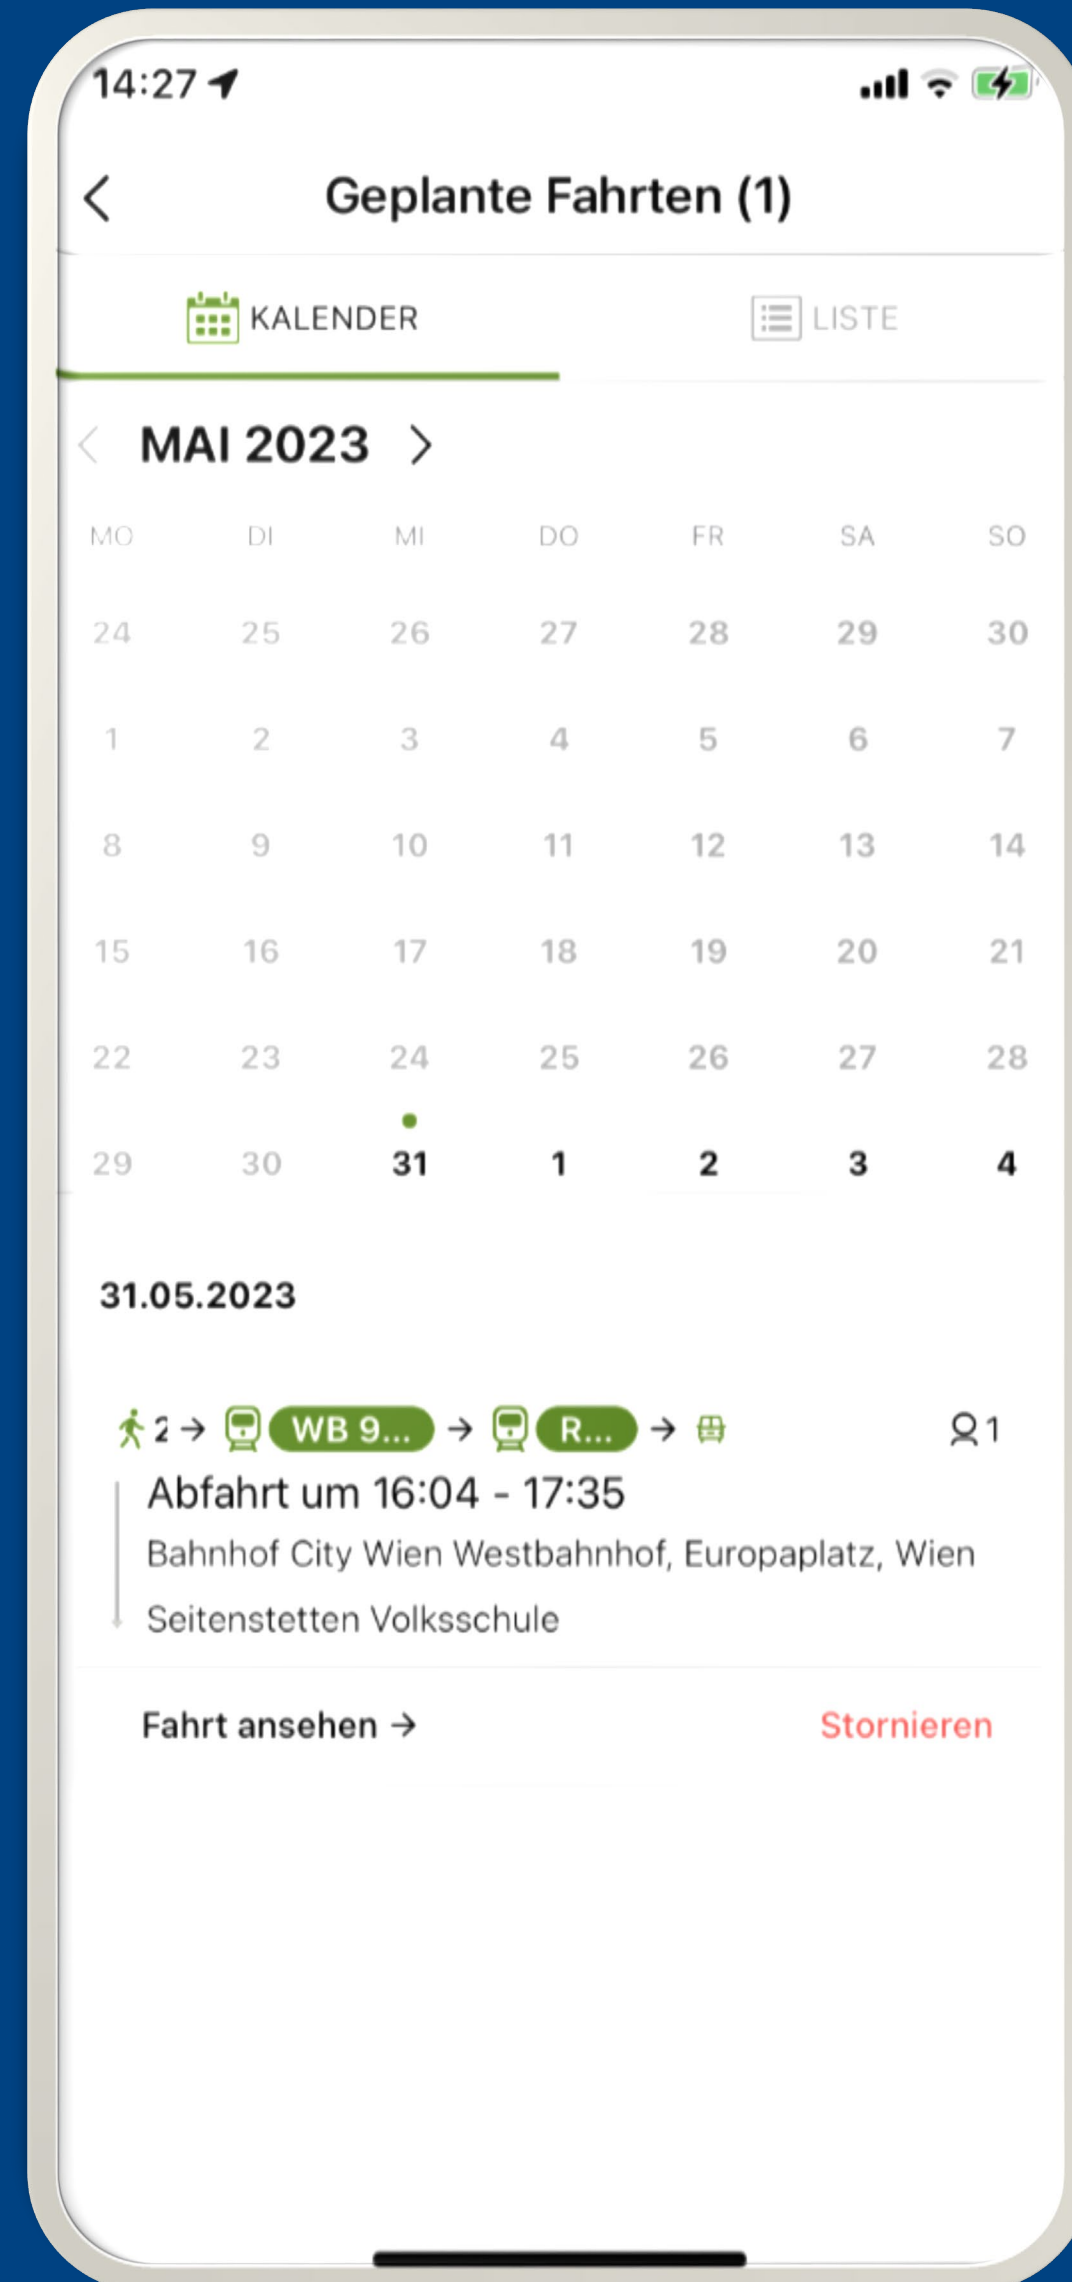 14:27
Geplante Fahrten (1)
KALENDER LISTE
MAI 2023
MO DI MI DO FR SA SO
24 25 26 27 28 29 30
1 2 3 4 5 6 7
8 9 10 11 12 13 14
15 16 17 18 19 20 21
22 23 24 25 26 27 28
29 30 31 1 2 3 4
31.05.2023
2 → WB 9... → R... → 1
Abfahrt um 16:04 - 17:35
Bahnhof City Wien Westbahnhof, Europaplatz, Wien
Seitenstetten Volksschule
Fahrt ansehen → Stornieren